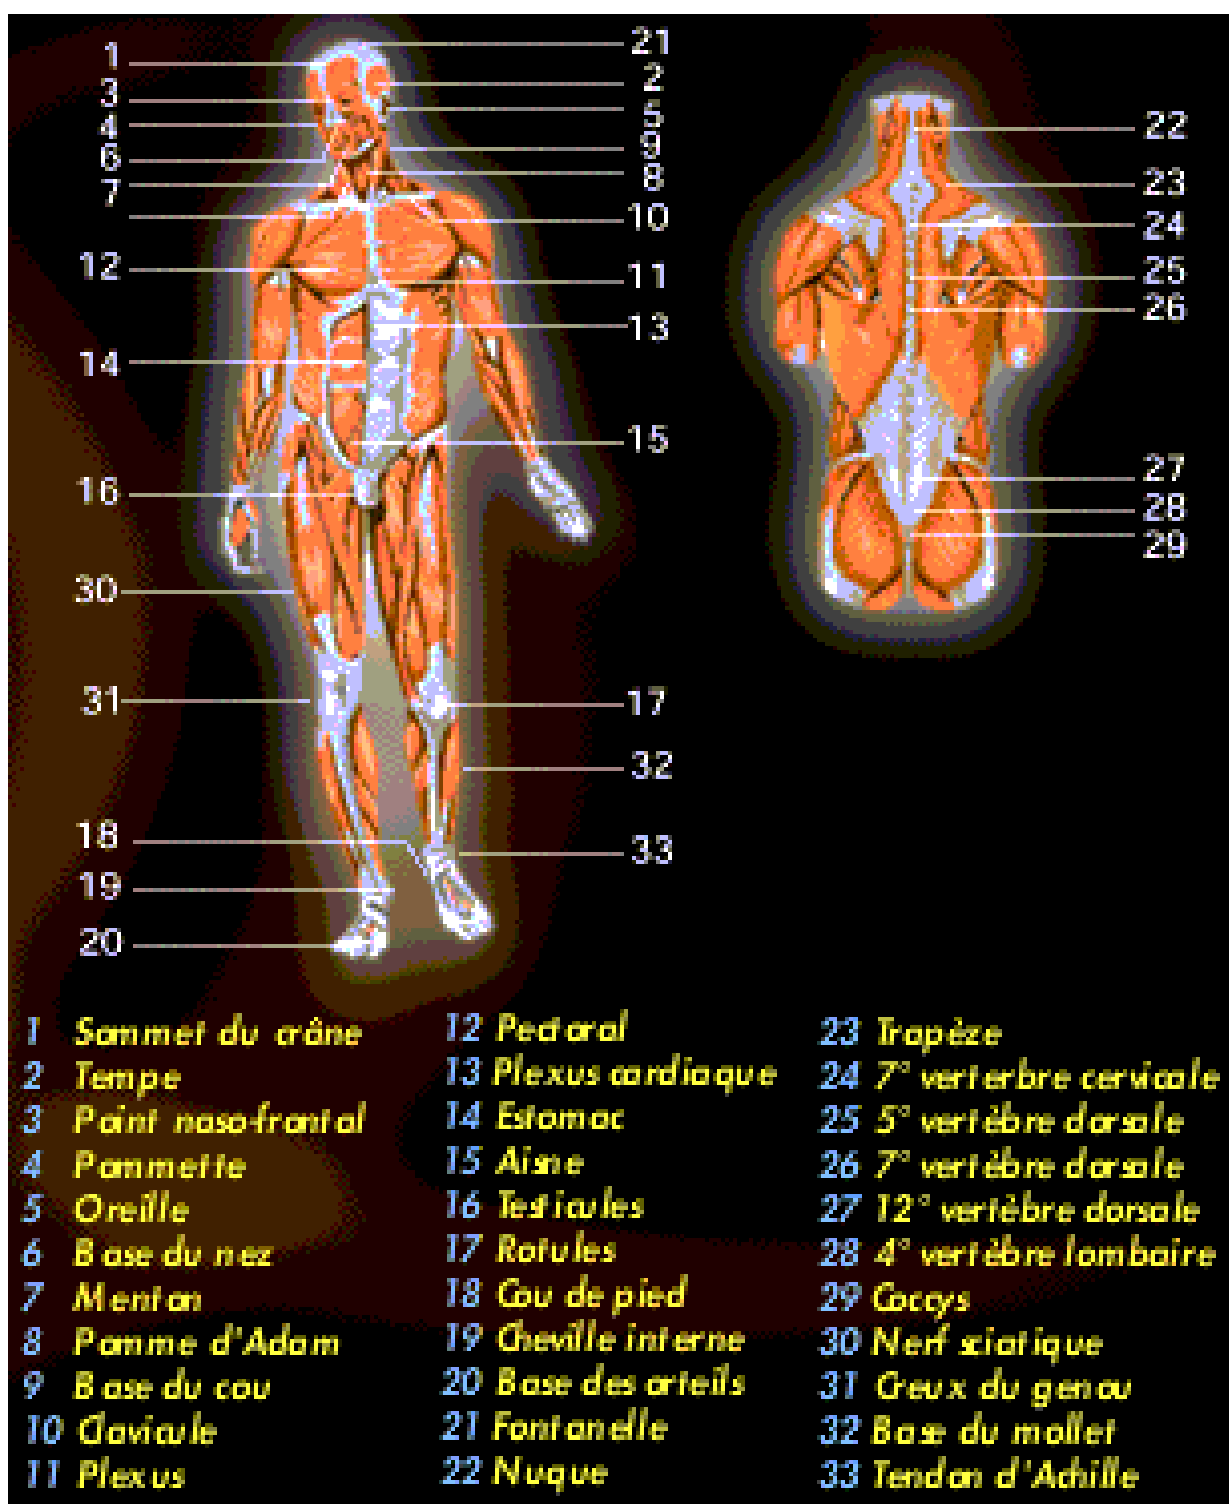 1
3
4
6
7
12
14
16
30
31
18
19
20
21
2
5
8
10
11
13
15
17
32
33
22
23
24
25
26
27
28
29
1 Sommet du crâne
2 Tempe
3 Point naso-frontal
4 Pommette
5 Oreille
6 Base du nez
7 Menton
8 Pomme d'Adam
9 Base du cou
10 Clavicule
11 Plexus
12 Pectoral
13 Plexus cardiaque
14 Estomac
15 Aisne
16 Testicules
17 Rotules
18 Cou de pied
19 Cheville interne
20 Base des orteils
21 Fontanelle
22 Nuque
23 Trapèze
24 7° verterbre cervicale
25 5° vertèbre dorsale
26 7° vertèbre dorsale
27 12° vertèbre dorsale
28 4° vertèbre lombaire
29 Coccys
30 Nerf sciatique
31 Creux du genou
32 Base du mollet
33 Tendon d'Achille